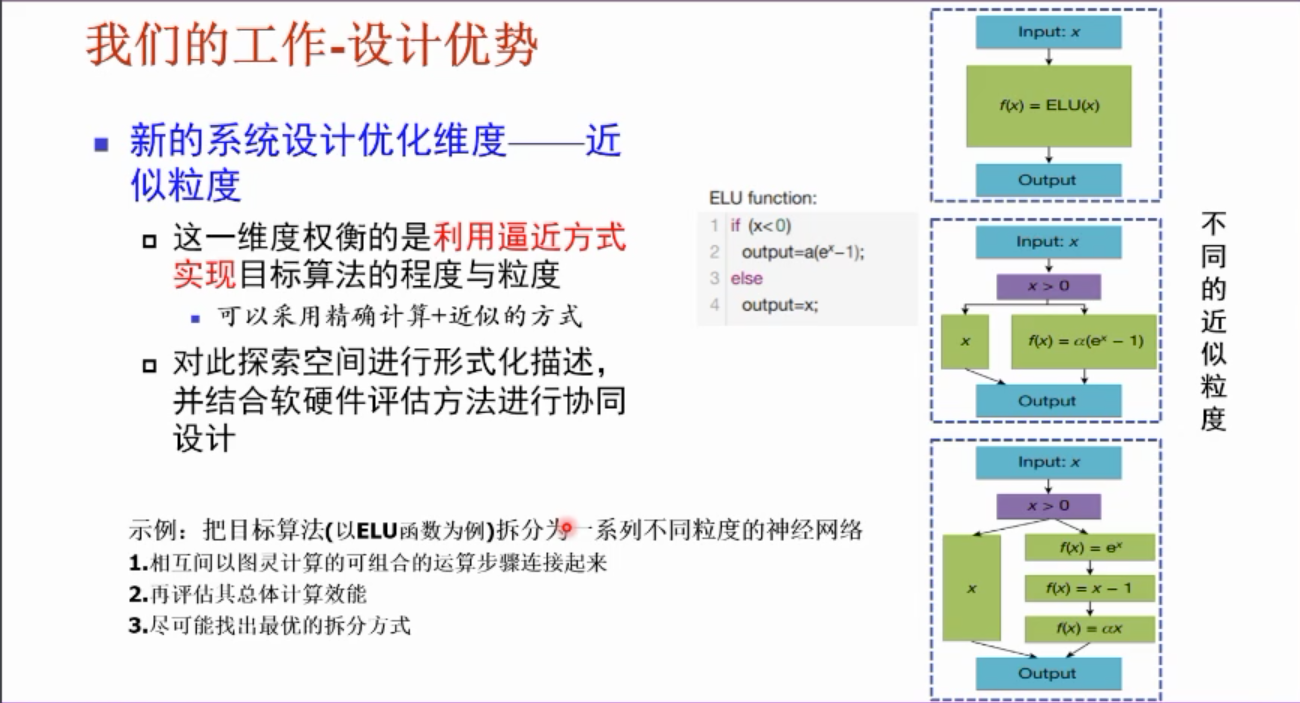 我们的工作-设计优势
新的系统设计优化维度——近
似粒度
这一维度权衡的是利用逼近方式
实现目标算法的程度与粒度
可以采用精确计算+近似的方式
对此探索空间进行形式化描述，
并结合软硬件评估方法进行协同
设计
示例：把目标算法(以ELU函数为例)拆分为一系列不同粒度的神经网络
1.相互间以图灵计算的可组合的运算步骤连接起来
2.再评估其总体计算效能
3.尽可能找出最优的拆分方式
ELU function:
1 if (x<0)
2 output=a(eˣ−1);
3 else
4 output=x;
Input: x
f(x) = ELU(x)
Output
Input: x
x > 0
x
f(x) = α(eˣ − 1)
Output
Input: x
x > 0
x
f(x) = eˣ
f(x) = x − 1
f(x) = αx
Output
不同的近似粒度